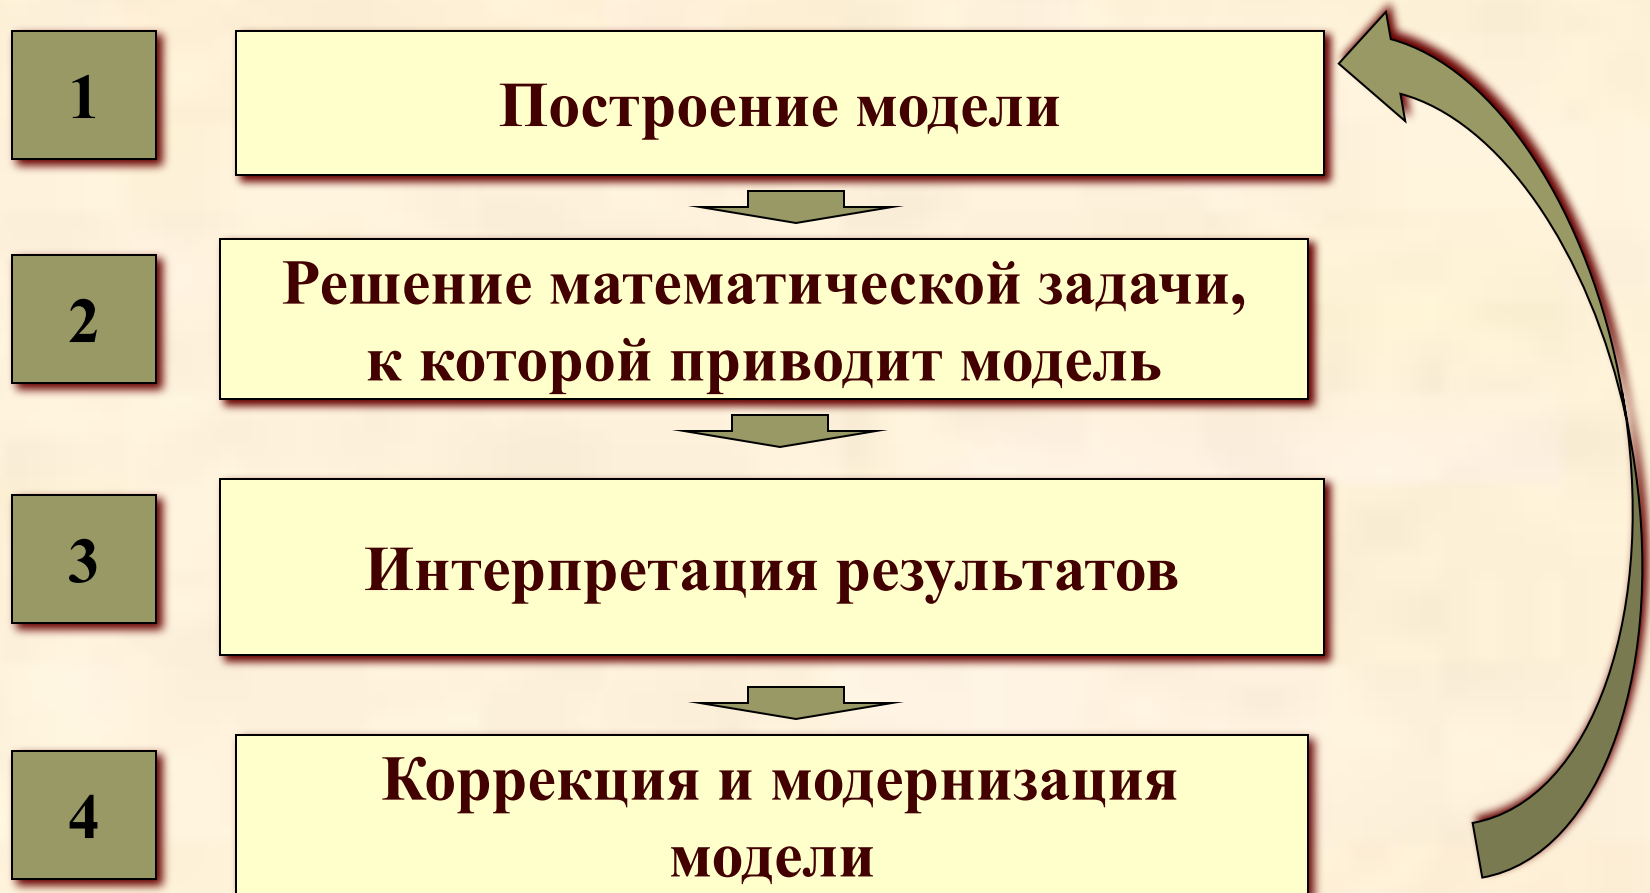 1
Построение модели
2
Решение математической задачи,
к которой приводит модель
3
Интерпретация результатов
4
Коррекция и модернизация
модели